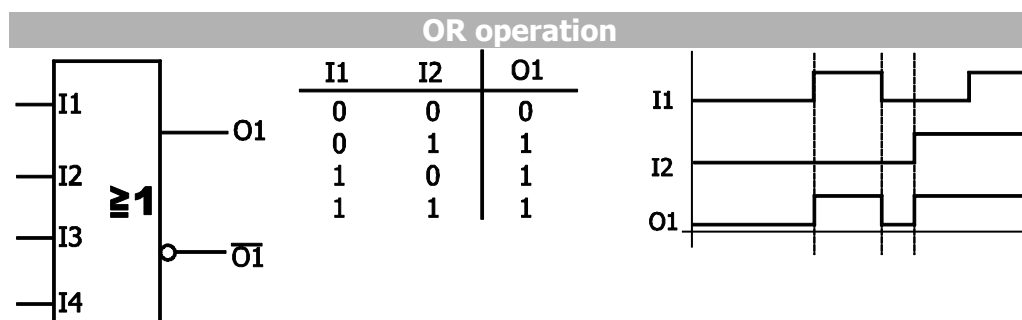 OR operation
I1
I2
I3
I4
≧1
O1
O̅1̅
I1 I2 O1
0 0 0
0 1 1
1 0 1
1 1 1
I1
I2
O1